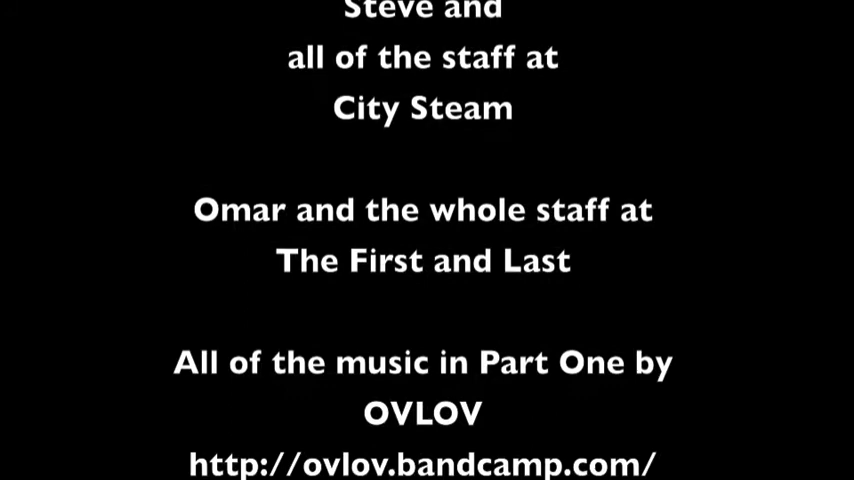 Steve and
all of the staff at
City Steam
Omar and the whole staff at
The First and Last
All of the music in Part One by
OVLOV
http://ovlov.bandcamp.com/